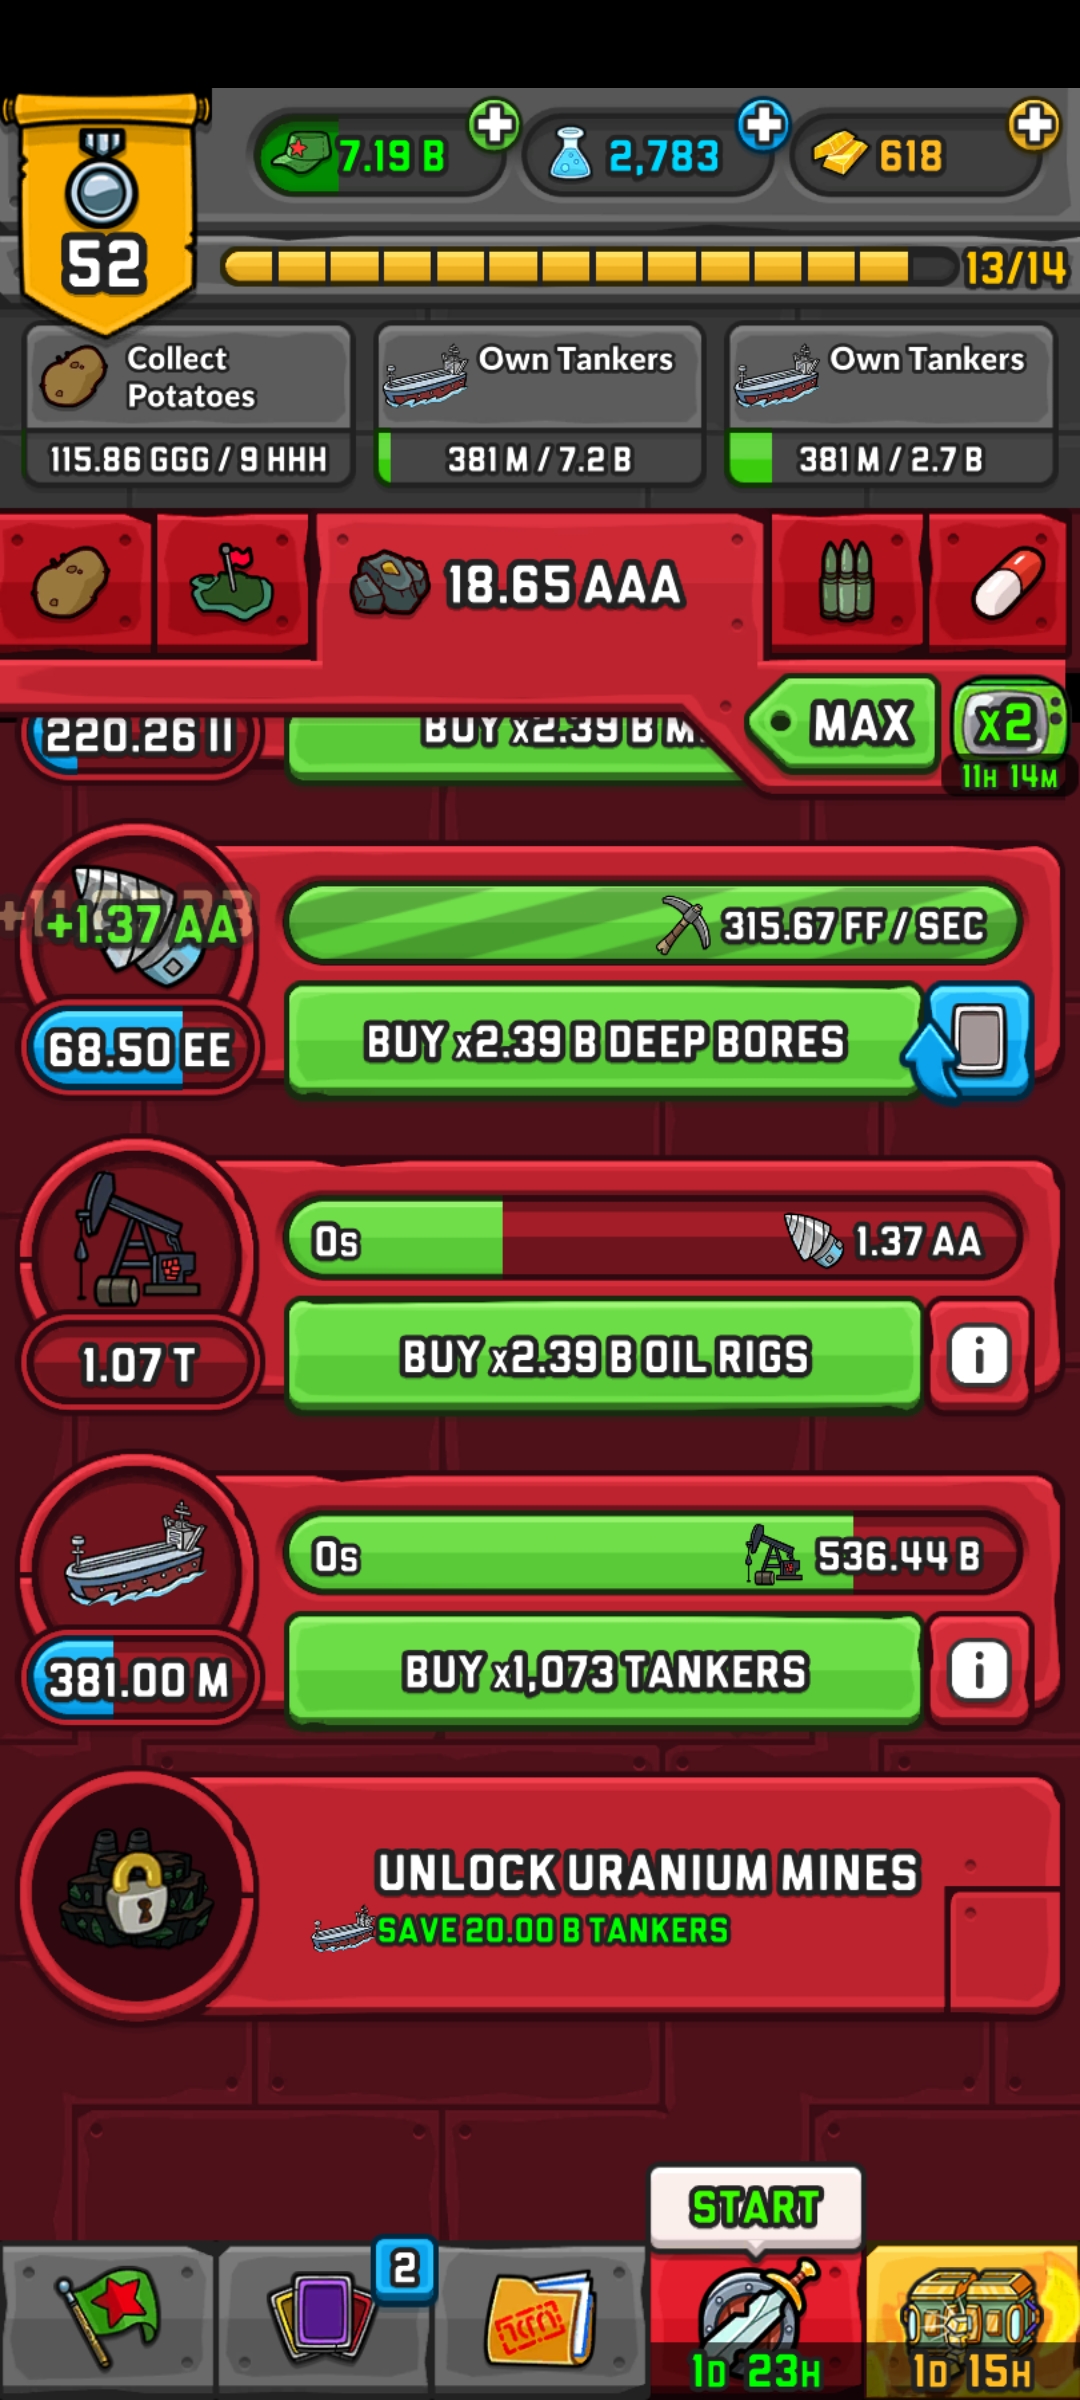 7.19 B
2,783
618
52
13/14
Collect
Potatoes
115.86 GGG / 9 HHH
Own Tankers
381 M / 7.2 B
Own Tankers
381 M / 2.7 B
18.65 AAA
MAX
x2
11H 14M
220.26 II
BUY x2.39 B
+1.37 AA
315.67 FF / SEC
68.50 EE
BUY x2.39 B DEEP BORES
0s
1.37 AA
1.07 T
BUY x2.39 B OIL RIGS
0s
536.44 B
381.00 M
BUY x1,073 TANKERS
UNLOCK URANIUM MINES
SAVE 20.00 B TANKERS
START
2
1D 23H
1D 15H